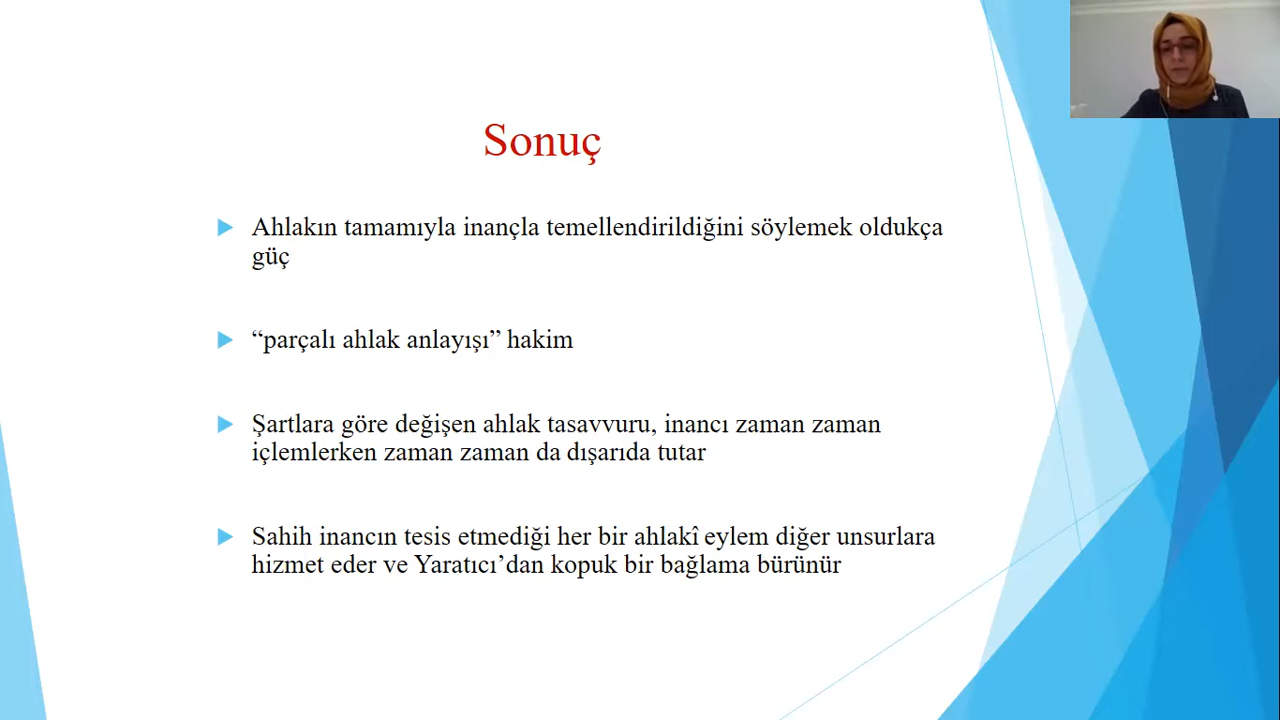 Sonuç
Ahlakın tamamıyla inançla temellendirildiğini söylemek oldukça
güç
“parçalı ahlak anlayışı” hakim
Şartlara göre değişen ahlak tasavvuru, inancı zaman zaman
içlemlerken zaman zaman da dışarıda tutar
Sahih inancın tesis etmediği her bir ahlakî eylem diğer unsurlara
hizmet eder ve Yaratıcı’dan kopuk bir bağlama bürünür